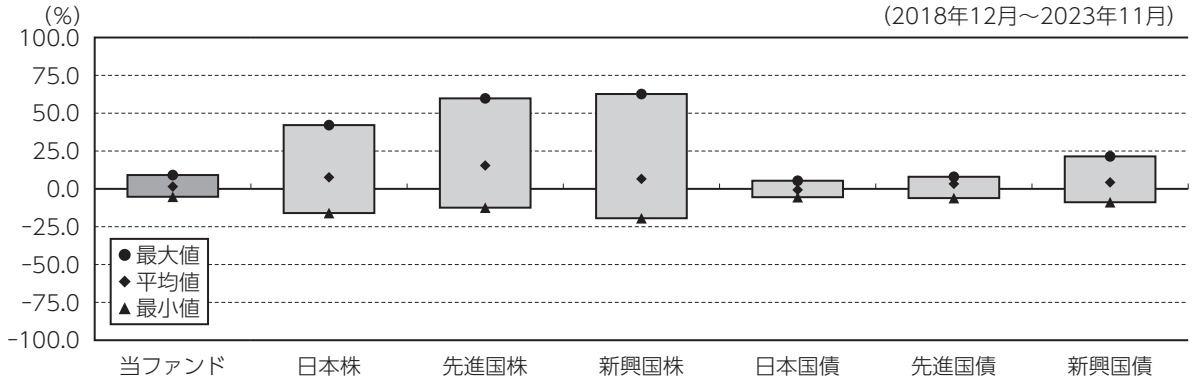 (%)
(2018年12月~2023年11月)
100.0
75.0
50.0
25.0
0.0
-25.0
-50.0
-75.0
-100.0
●最大値
◆平均値
▲最小値
当ファンド 日本株 先進国株 新興国株 日本国債 先進国債 新興国債